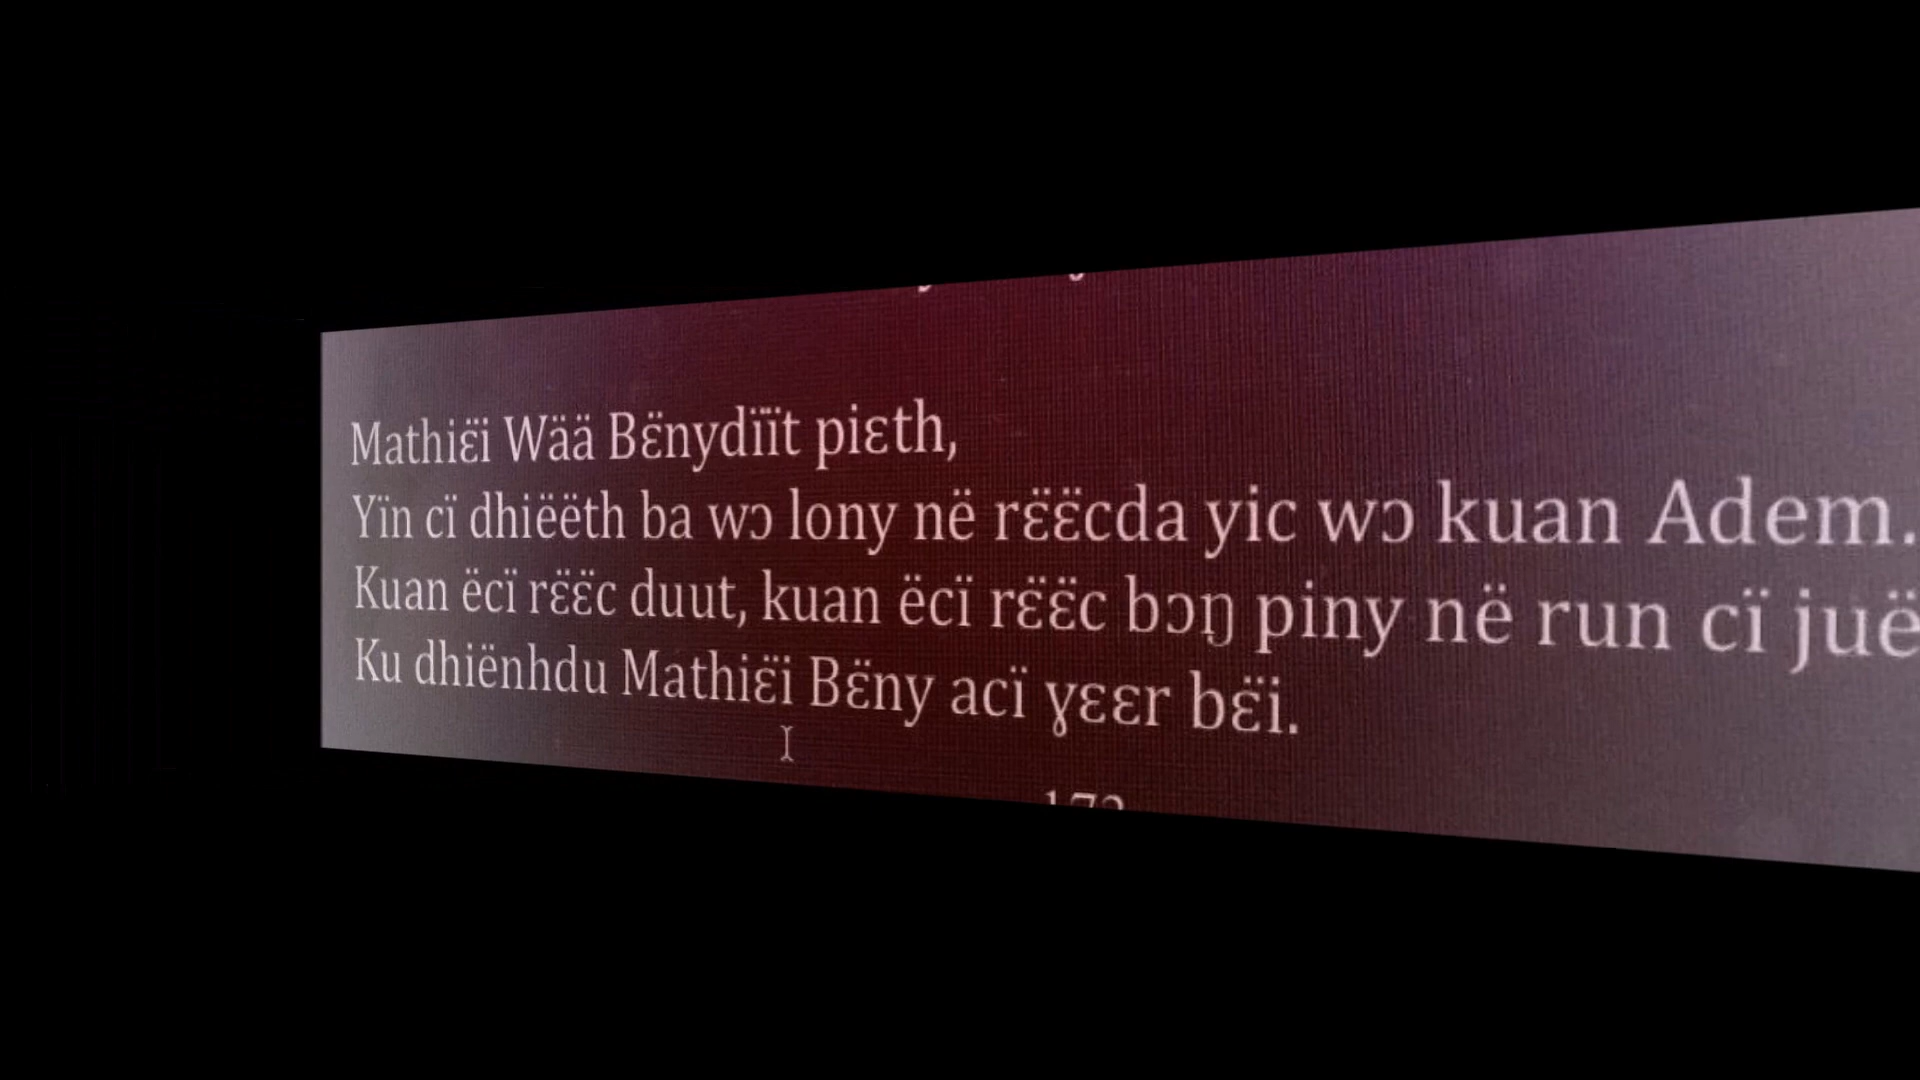 Mathiɛ̈i Wää Bɛ̈nydïït piɛth,
Yïn cï dhiëëth ba wɔ lony në rɛ̈ɛ̈cda yic wɔ kuan Adem.
Kuan ëcï rɛ̈ɛ̈c duut, kuan ëcï rɛ̈ɛ̈c bɔŋ piny në run cï
Ku dhiënhdu Mathiɛ̈i Bɛ̈ny acï ɣɛɛr bɛ̈i.